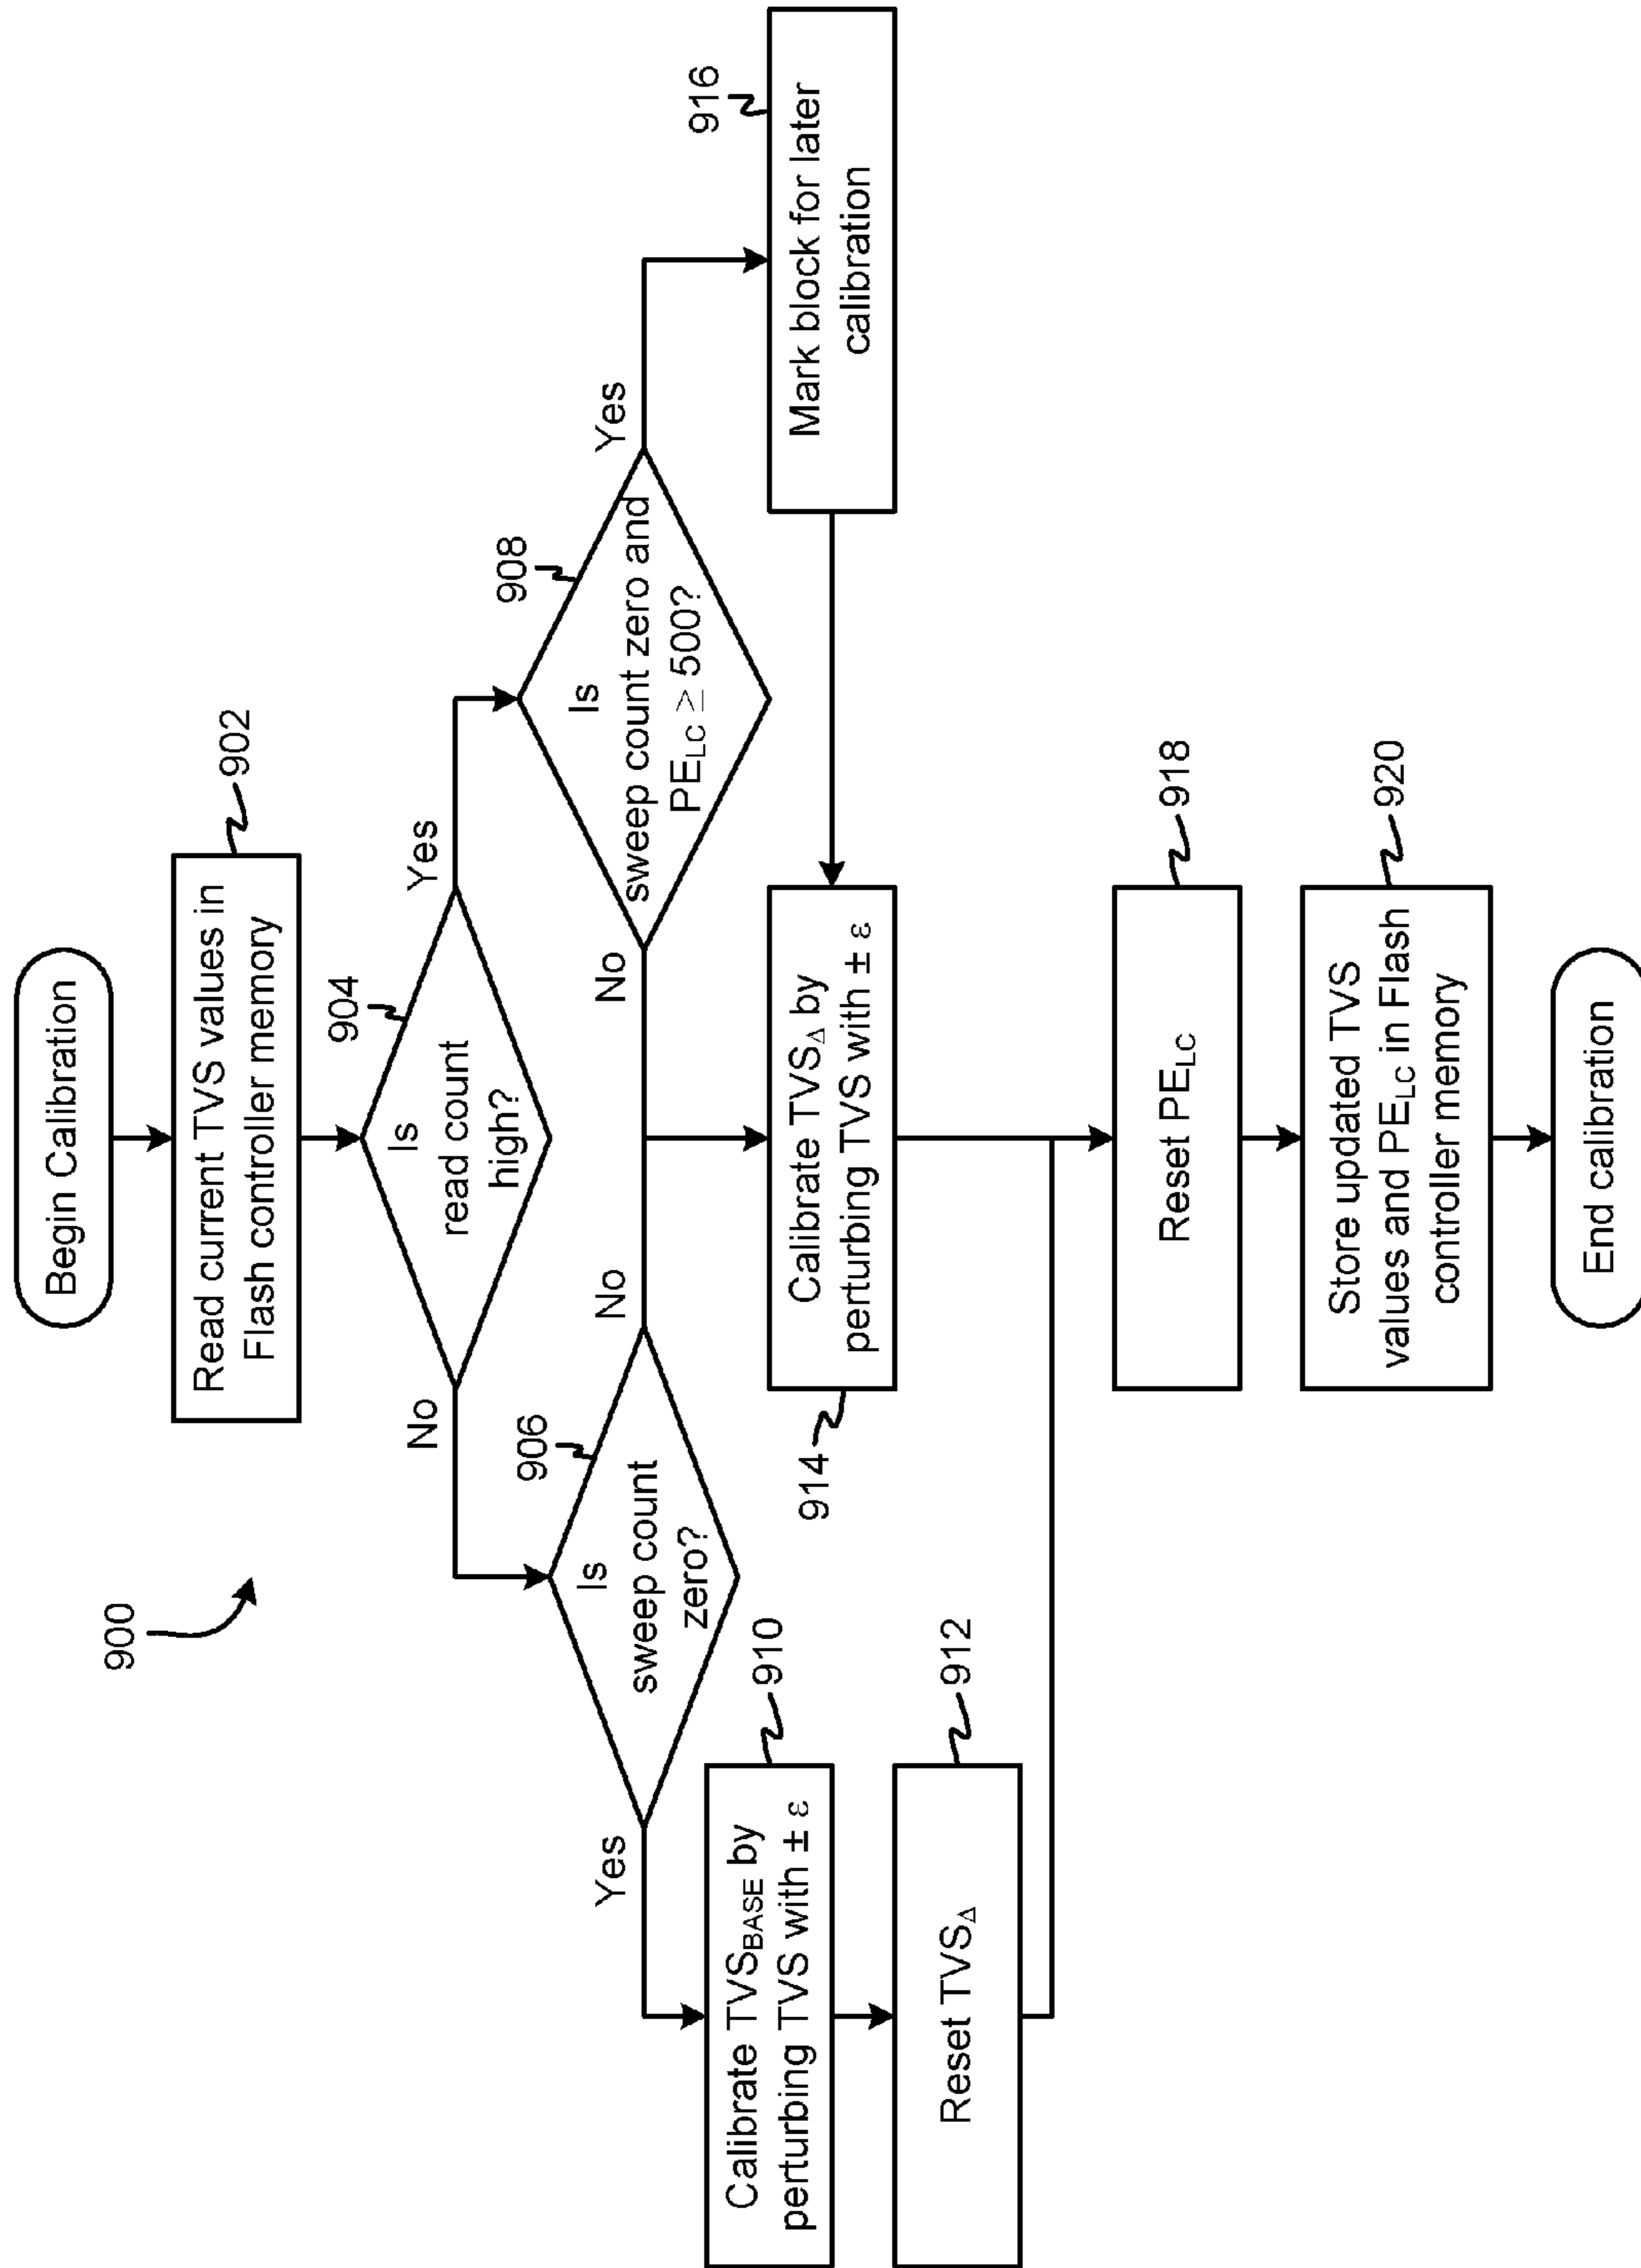 900
Begin Calibration
Read current TVS values in
Flash controller memory
902
Is
read count
high?
904
No
Yes
Is
sweep count
zero?
906
Is
sweep count zero and
PE_LC ≥ 500?
908
Yes
No
No
Yes
Calibrate TVS_BASE by
perturbing TVS with ± ε
910
Reset TVS_Δ
912
Calibrate TVS_Δ by
perturbing TVS with ± ε
914
Mark block for later
calibration
916
Reset PE_LC
918
Store updated TVS
values and PE_LC in Flash
controller memory
920
End calibration